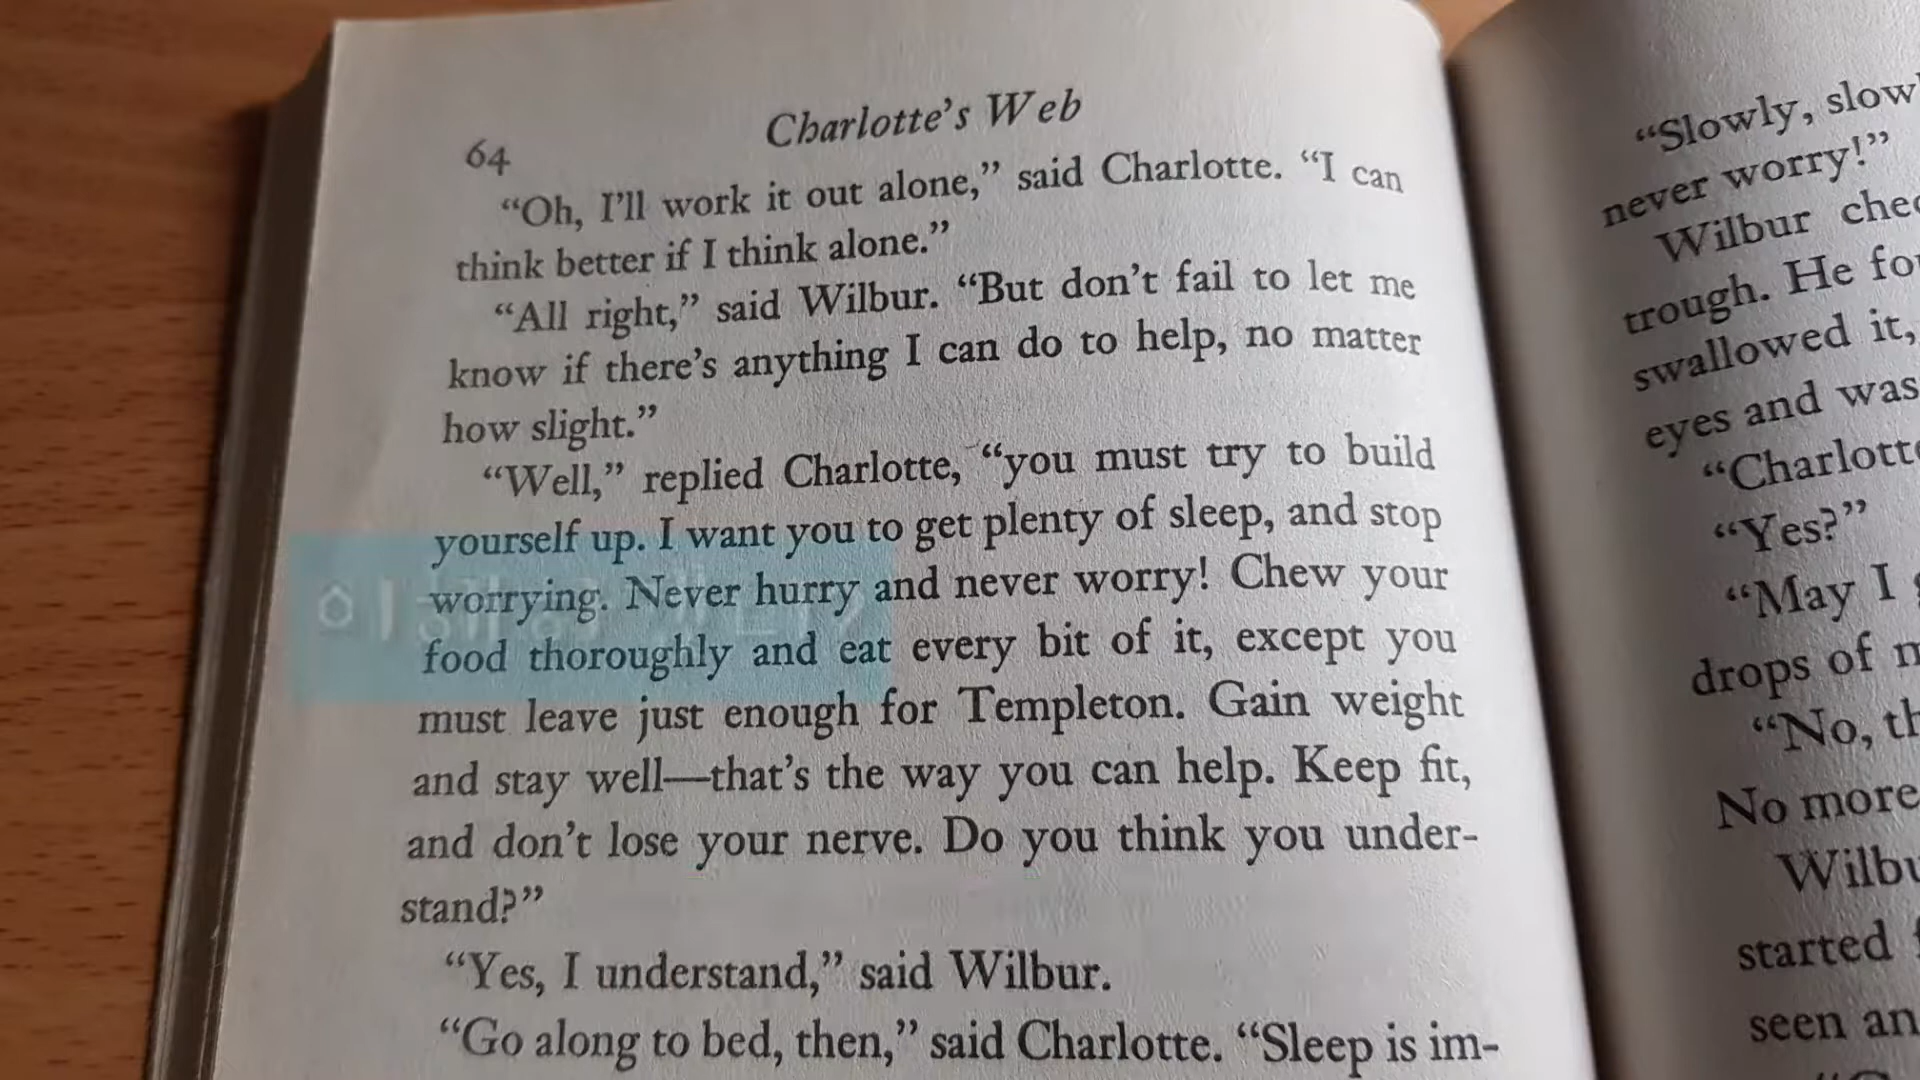 64
Charlotte's Web
“Oh, I'll work it out alone,” said Charlotte. “I can
think better if I think alone.”
“All right,” said Wilbur. “But don't fail to let me
know if there's anything I can do to help, no matter
how slight.”
“Well,” replied Charlotte, “you must try to build
yourself up. I want you to get plenty of sleep, and stop
worrying. Never hurry and never worry! Chew your
food thoroughly and eat every bit of it, except you
must leave just enough for Templeton. Gain weight
and stay well—that's the way you can help. Keep fit,
and don't lose your nerve. Do you think you under-
stand?”
“Yes, I understand,” said Wilbur.
“Go along to bed, then,” said Charlotte. “Sleep is im-
“Slowly,
never worry!”
Wilbur
trough. He
swallowed it,
eyes and was
“Yes?”
“May I
drops of
“No,
No more
started
seen